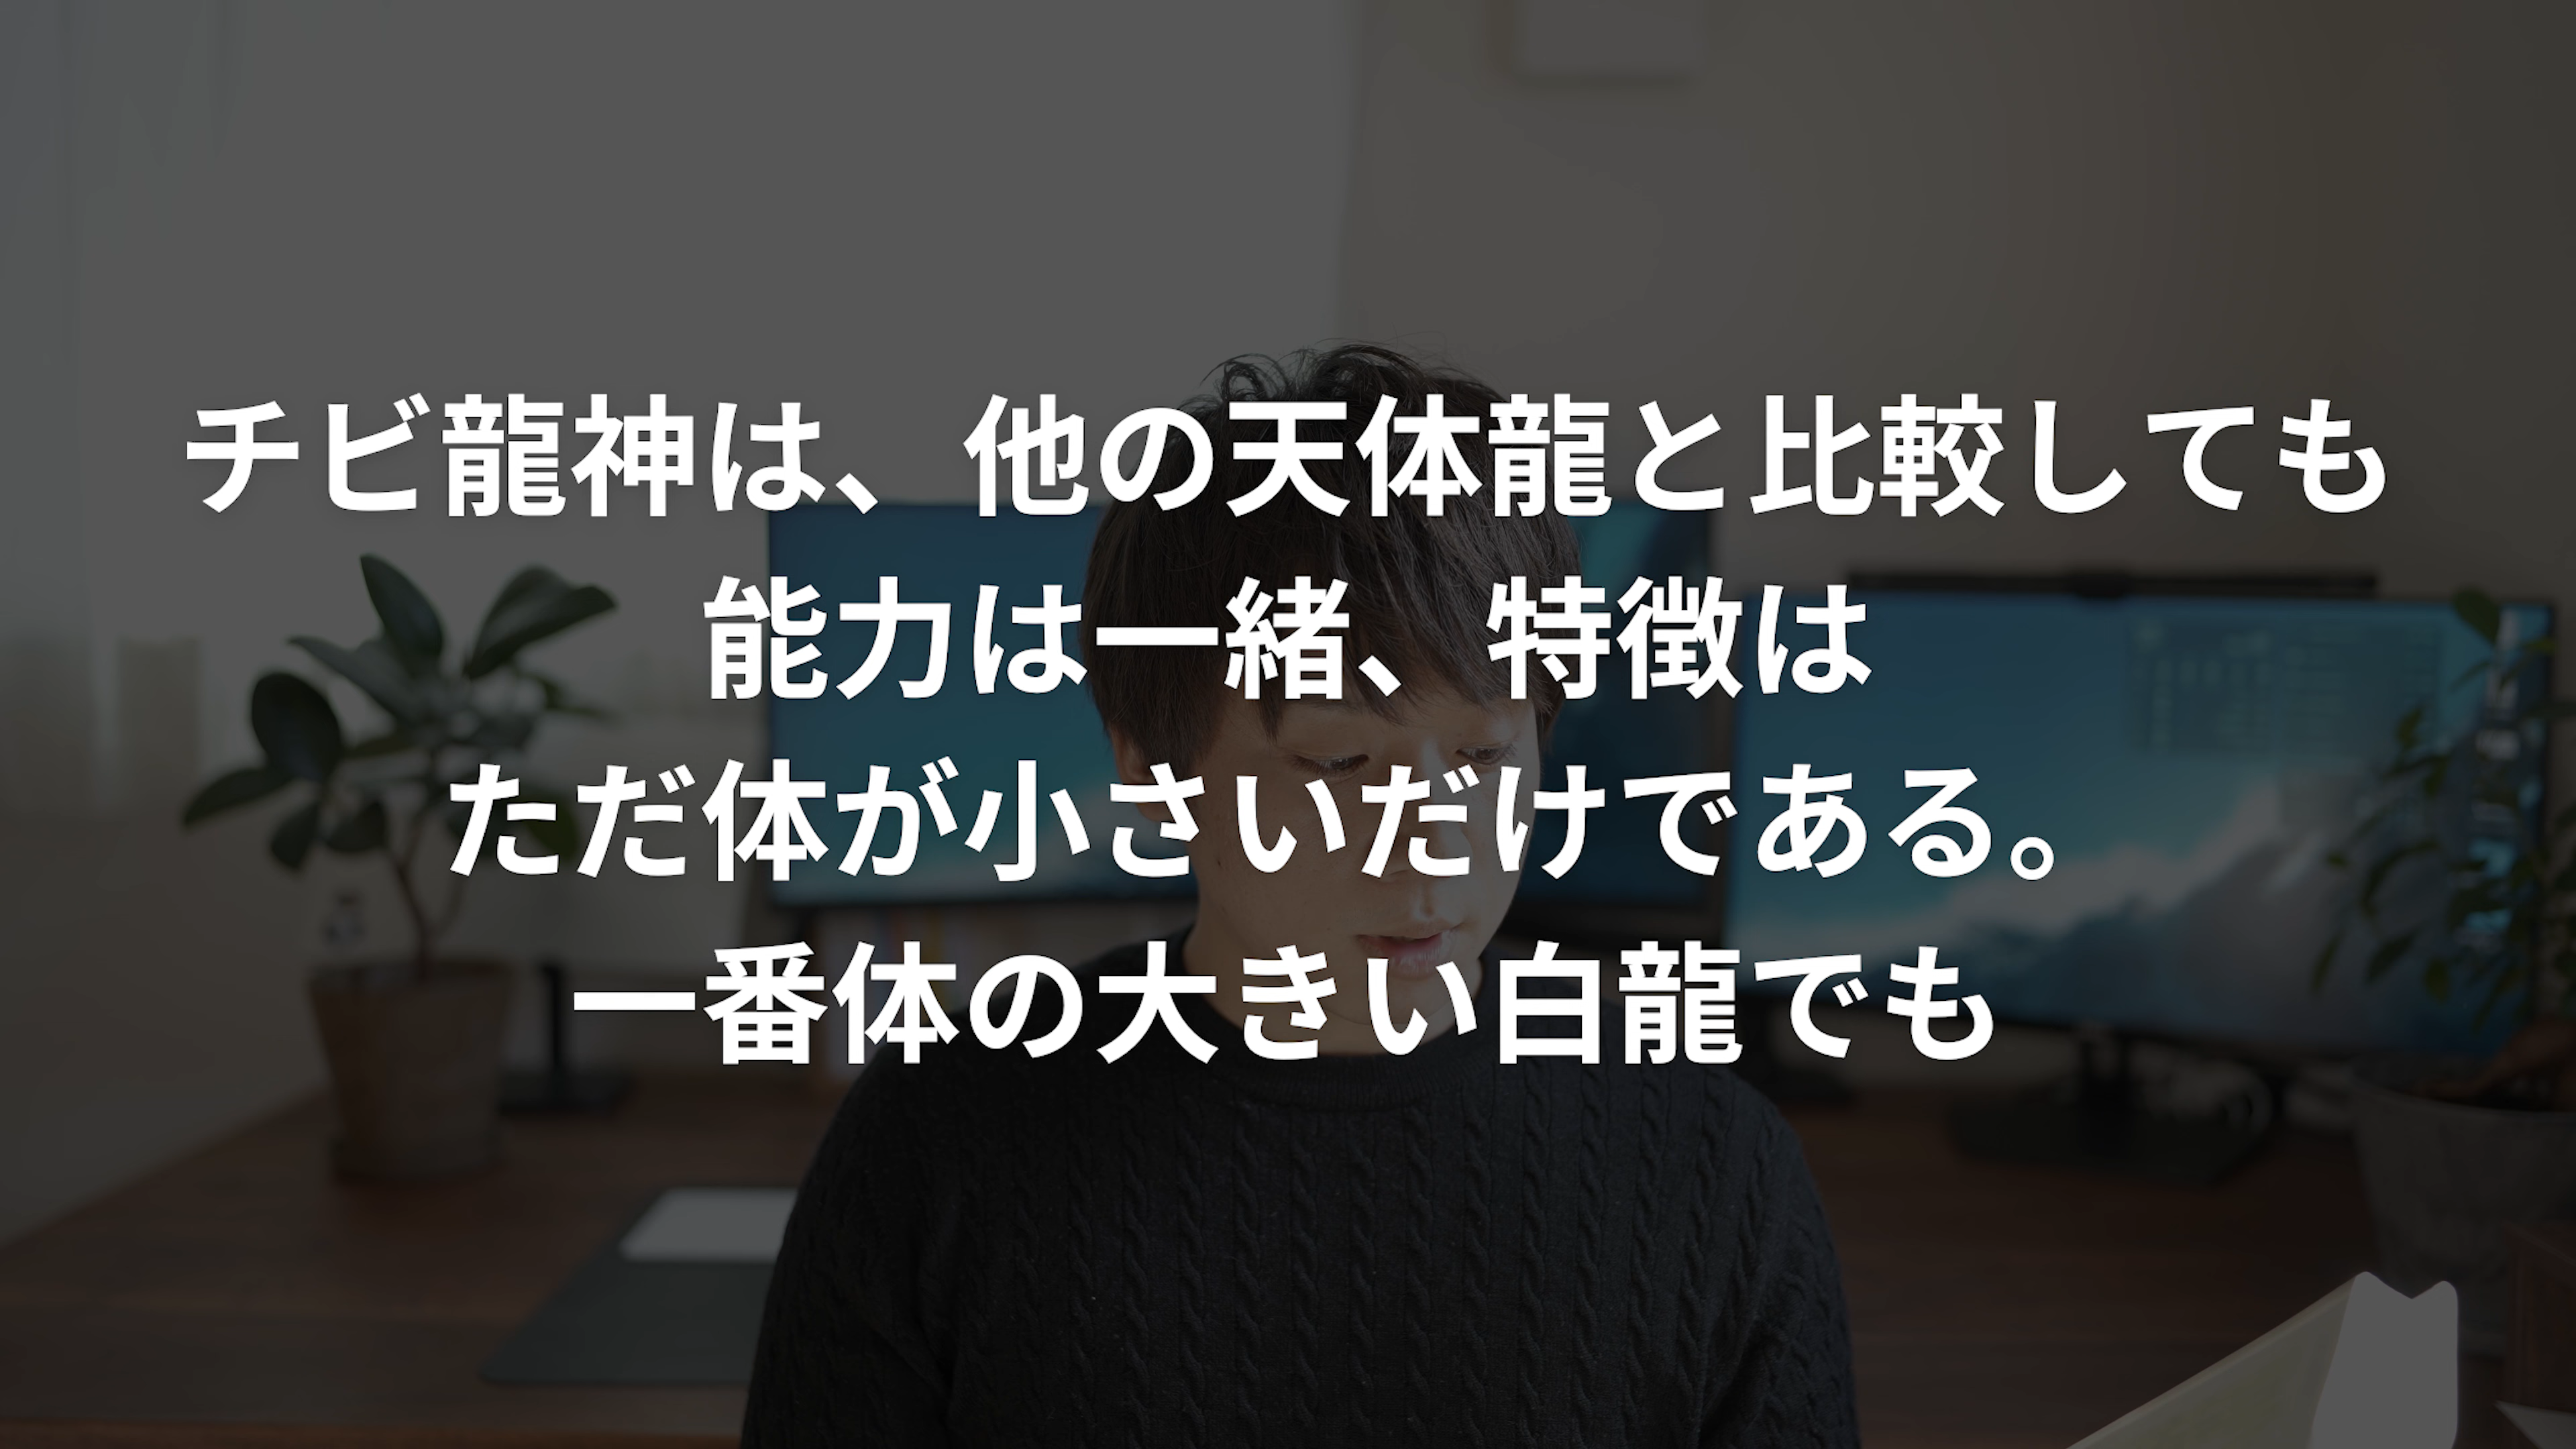 チビ龍神は、他の天体龍と比較しても
能力は一緒、特徴は
ただ体が小さいだけである。
一番体の大きい白龍でも